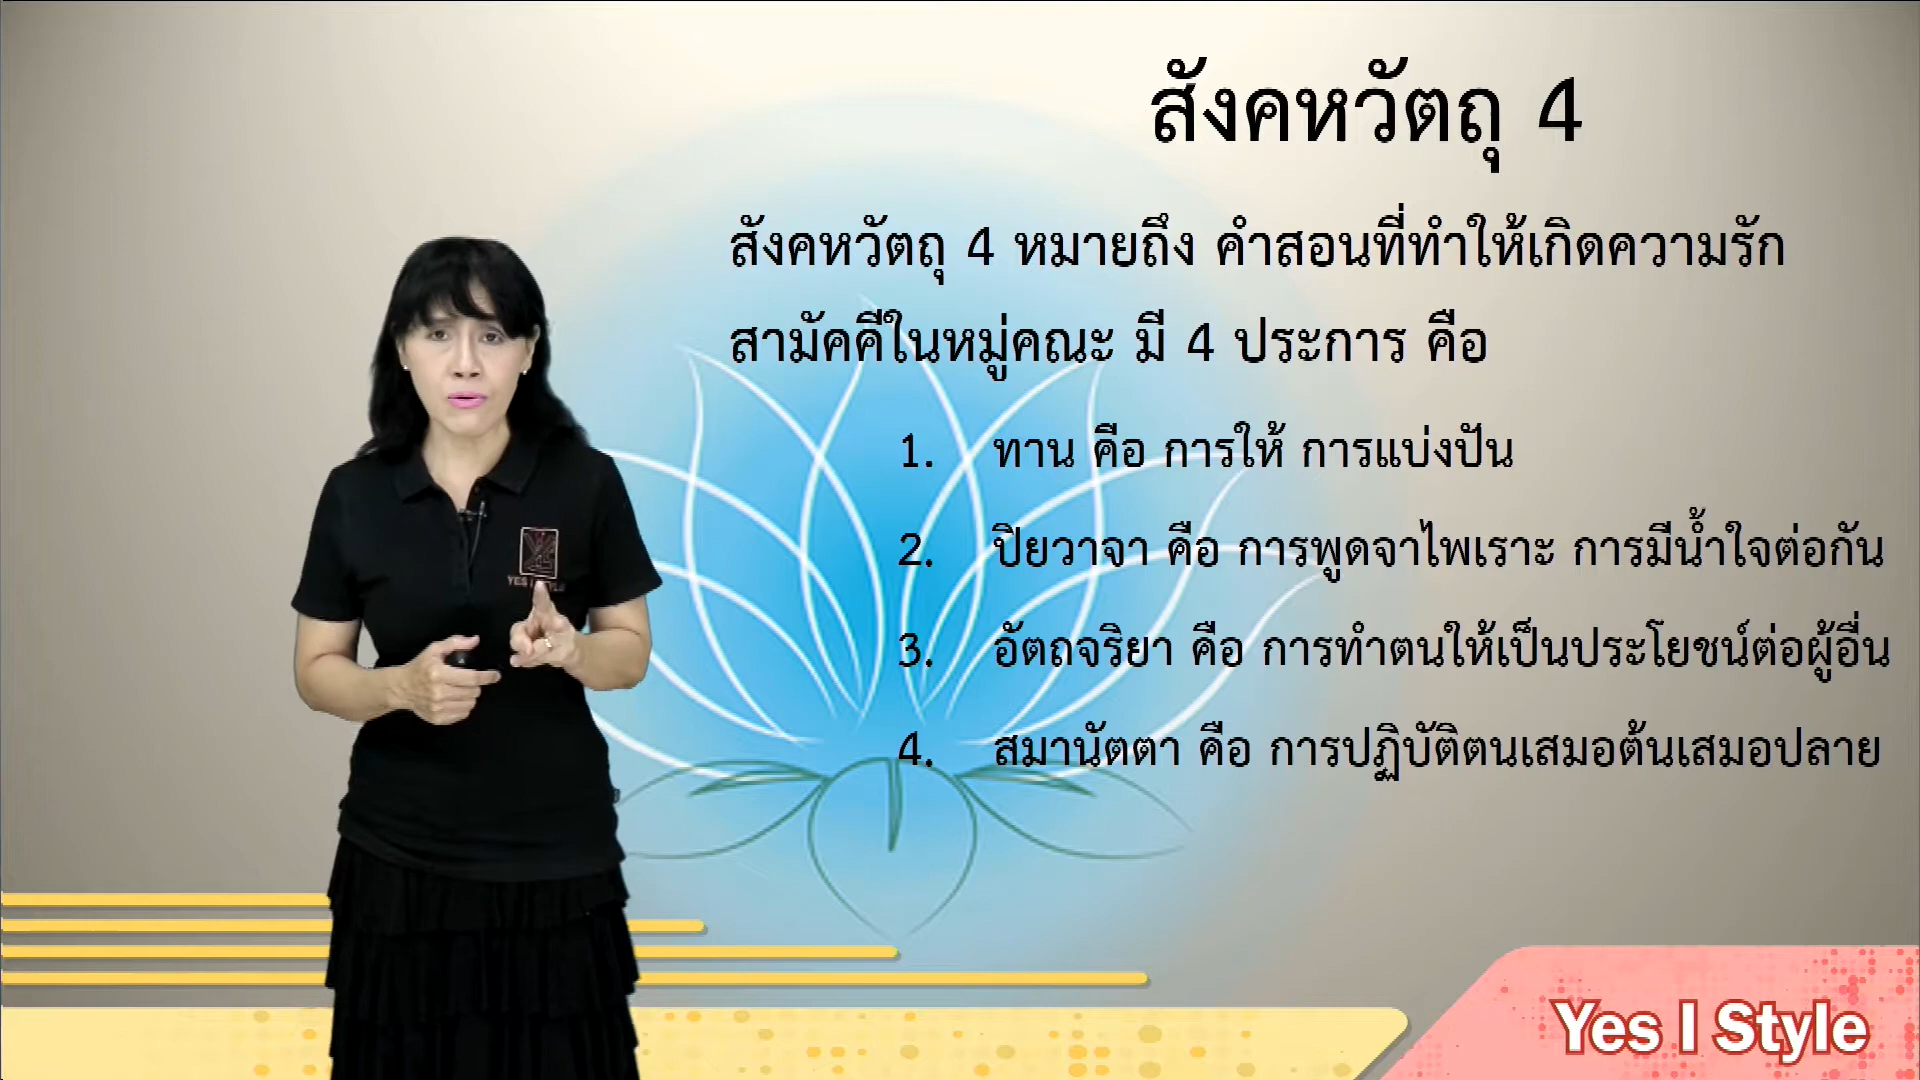 สังคหวัตถุ 4
สังคหวัตถุ 4 หมายถึง คำสอนที่ทำให้เกิดความรัก
สามัคคีในหมู่คณะ มี 4 ประการ คือ
1. ทาน คือ การให้ การแบ่งปัน
2. ปิยวาจา คือ การพูดจาไพเราะ การมีน้ำใจต่อกัน
3. อัตถจริยา คือ การทำตนให้เป็นประโยชน์ต่อผู้อื่น
4. สมานัตตา คือ การปฏิบัติตนเสมอต้นเสมอปลาย
YES I STYLE
Yes I Style